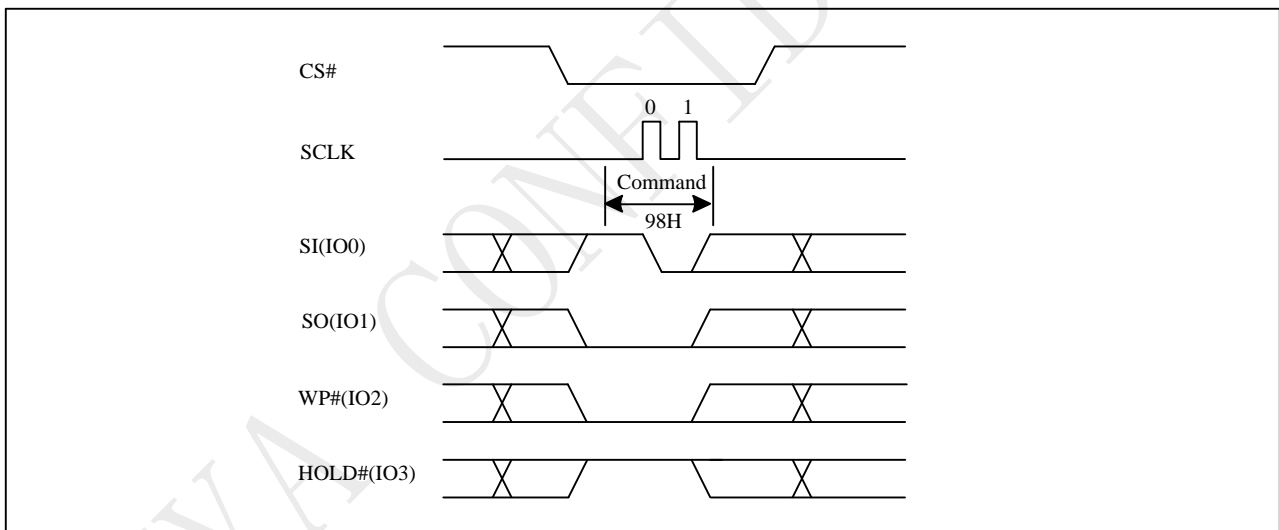 CS#
0 1
SCLK
Command
98H
SI(IO0)
SO(IO1)
WP#(IO2)
HOLD#(IO3)